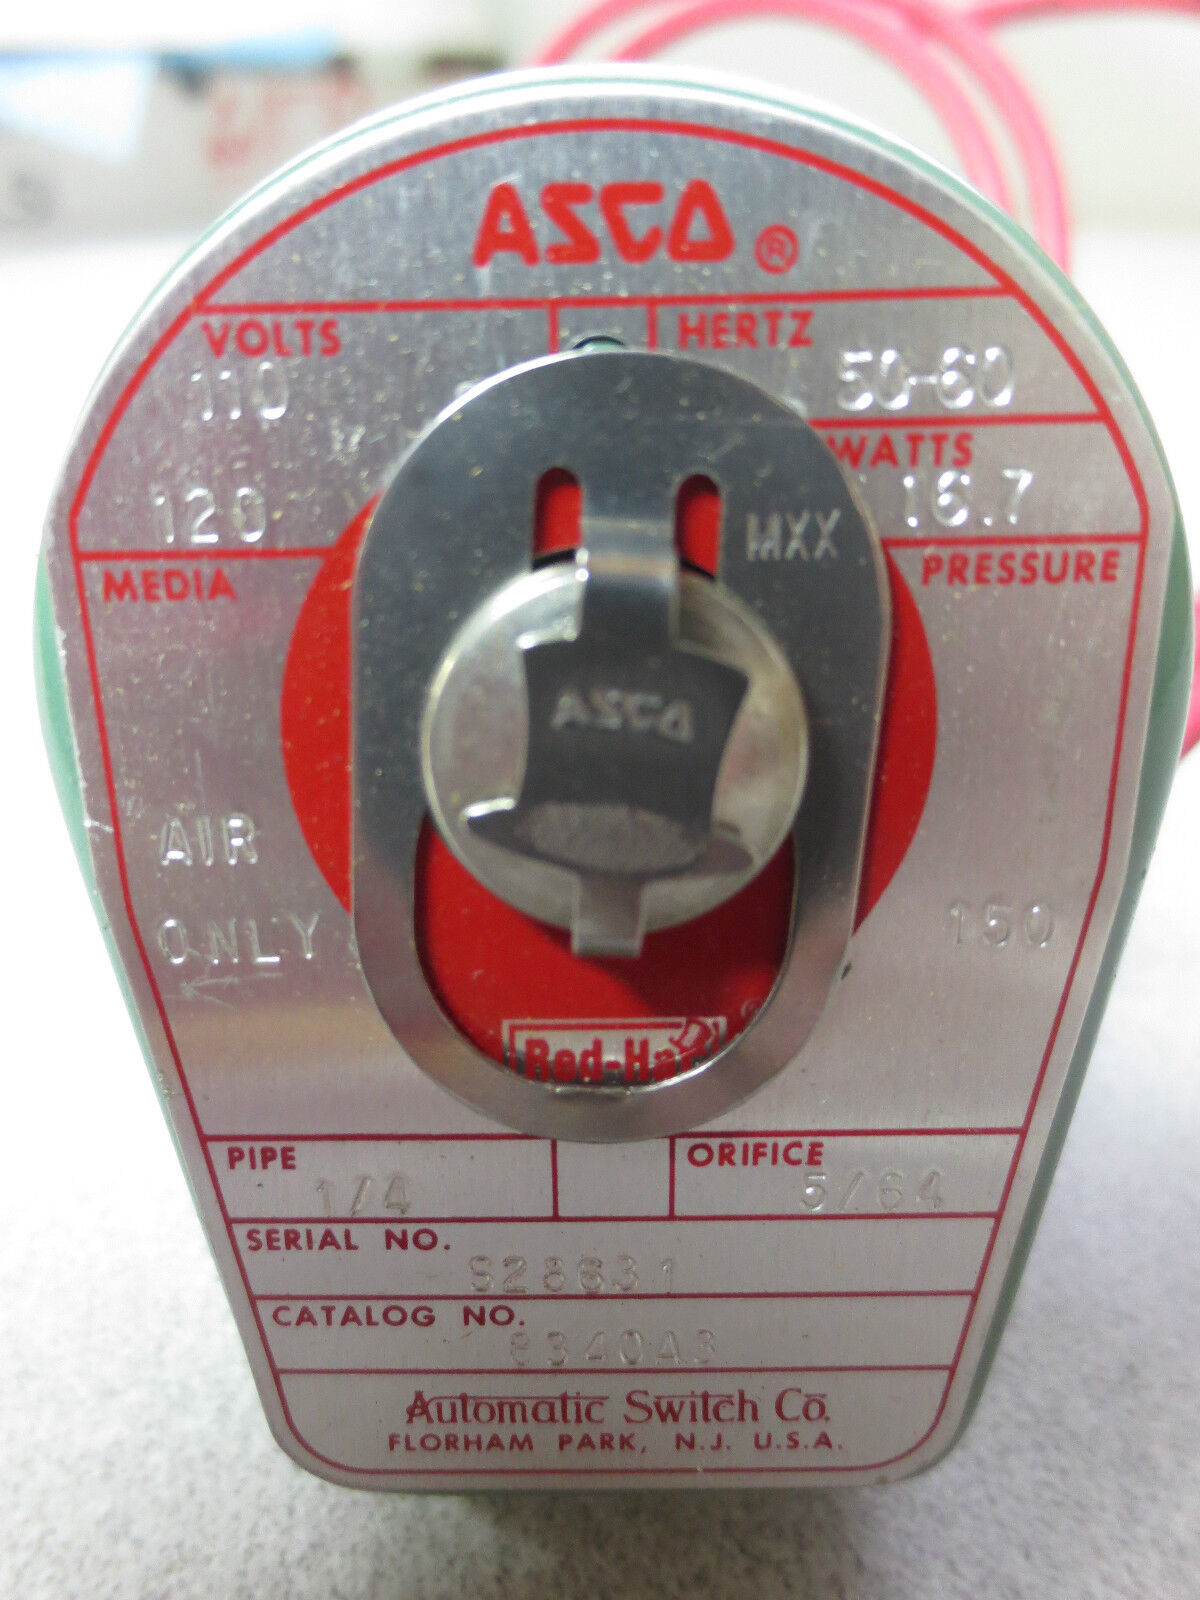 ASCO®
VOLTS HERTZ
110 50-60
WATTS
120 16.7
MXX
MEDIA PRESSURE
ASCO
AIR
ONLY 150
Red-Hat ®
PIPE ORIFICE
1/4 5/64
SERIAL NO.
S28631
CATALOG NO.
8340A3
Automatic Switch Co.
FLORHAM PARK, N.J. U.S.A.